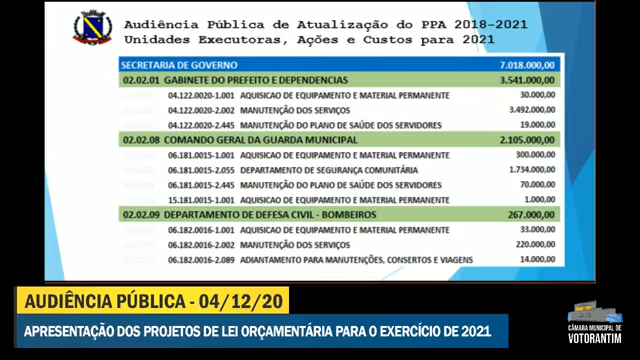 Audiência Pública de Atualização do PPA 2018-2021
Unidades Executoras, Ações e Custos para 2021
SECRETARIA DE GOVERNO 7.018.000,00
02.02.01 GABINETE DO PREFEITO E DEPENDENCIAS 3.541.000,00
04.122.0020-1.001 AQUISICAO DE EQUIPAMENTO E MATERIAL PERMANENTE 30.000,00
04.122.0020-2.002 MANUTENÇÃO DOS SERVIÇOS 3.492.000,00
04.122.0020-2.445 MANUTENÇÃO DO PLANO DE SAÚDE DOS SERVIDORES 19.000,00
02.02.08 COMANDO GERAL DA GUARDA MUNICIPAL 2.105.000,00
06.181.0015-1.001 AQUISICAO DE EQUIPAMENTO E MATERIAL PERMANENTE 300.000,00
06.181.0015-2.055 DEPARTAMENTO DE SEGURANÇA COMUNITÁRIA 1.734.000,00
06.181.0015-2.445 MANUTENÇÃO DO PLANO DE SAÚDE DOS SERVIDORES 70.000,00
15.181.0015-1.001 AQUISICAO DE EQUIPAMENTO E MATERIAL PERMANENTE 1.000,00
02.02.09 DEPARTAMENTO DE DEFESA CIVIL - BOMBEIROS 267.000,00
06.182.0016-1.001 AQUISICAO DE EQUIPAMENTO E MATERIAL PERMANENTE 33.000,00
06.182.0016-2.002 MANUTENÇÃO DOS SERVIÇOS 220.000,00
06.182.0016-2.089 ADIANTAMENTO PARA MANUTENÇÕES, CONSERTOS E VIAGENS 14.000,00
AUDIÊNCIA PÚBLICA - 04/12/20
APRESENTAÇÃO DOS PROJETOS DE LEI ORÇAMENTÁRIA PARA O EXERCÍCIO DE 2021
CÂMARA MUNICIPAL DE
VOTORANTIM